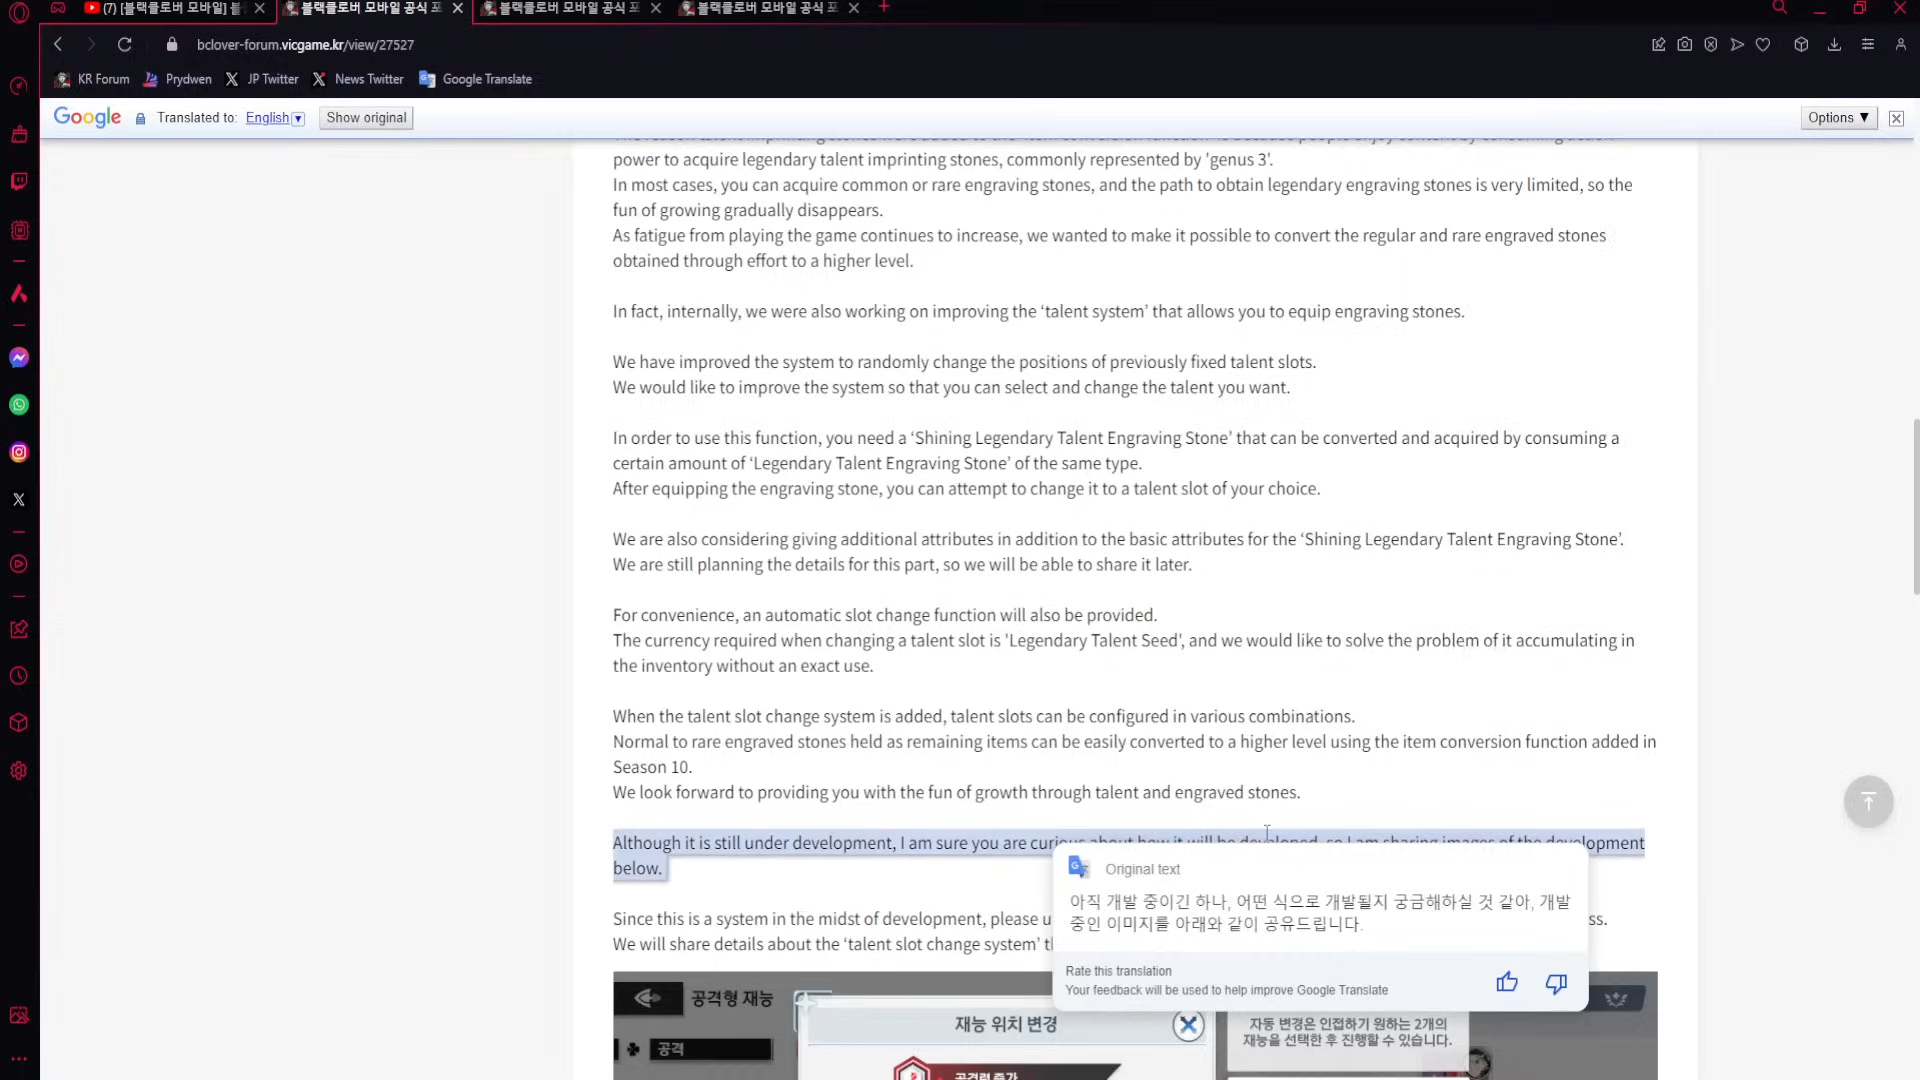 (7) [블랙클로버 모바일] 블
블랙클로버 모바일 공식 포
블랙클로버 모바일 공식 포
블랙클로버 모바일 공식 포
bclover-forum.vicgame.kr/view/27527
KR Forum
Prydwen
JP Twitter
News Twitter
Google Translate
Google
Translated to:
English
Show original
Options ▼
power to acquire legendary talent imprinting stones, commonly represented by 'genus 3'.
In most cases, you can acquire common or rare engraving stones, and the path to obtain legendary engraving stones is very limited, so the
fun of growing gradually disappears.
As fatigue from playing the game continues to increase, we wanted to make it possible to convert the regular and rare engraved stones
obtained through effort to a higher level.
In fact, internally, we were also working on improving the ‘talent system’ that allows you to equip engraving stones.
We have improved the system to randomly change the positions of previously fixed talent slots.
We would like to improve the system so that you can select and change the talent you want.
In order to use this function, you need a ‘Shining Legendary Talent Engraving Stone’ that can be converted and acquired by consuming a
certain amount of ‘Legendary Talent Engraving Stone’ of the same type.
After equipping the engraving stone, you can attempt to change it to a talent slot of your choice.
We are also considering giving additional attributes in addition to the basic attributes for the ‘Shining Legendary Talent Engraving Stone’.
We are still planning the details for this part, so we will be able to share it later.
For convenience, an automatic slot change function will also be provided.
The currency required when changing a talent slot is 'Legendary Talent Seed', and we would like to solve the problem of it accumulating in
the inventory without an exact use.
When the talent slot change system is added, talent slots can be configured in various combinations.
Normal to rare engraved stones held as remaining items can be easily converted to a higher level using the item conversion function added in
Season 10.
We look forward to providing you with the fun of growth through talent and engraved stones.
Although it is still under development, I am sure you are curious about how it will be developed, so I am sharing images of the development
below.
Original text
아직 개발 중이긴 하나, 어떤 식으로 개발될지 궁금해하실 것 같아, 개발
중인 이미지를 아래와 같이 공유드립니다.
Rate this translation
Your feedback will be used to help improve Google Translate
Since this is a system in the midst of development, please u
ss.
We will share details about the ‘talent slot change system’ t
공격형 재능
공격
재능 위치 변경
공격력 증가
자동 변경은 인접하기 원하는 2개의
재능을 선택한 후 진행할 수 있습니다.